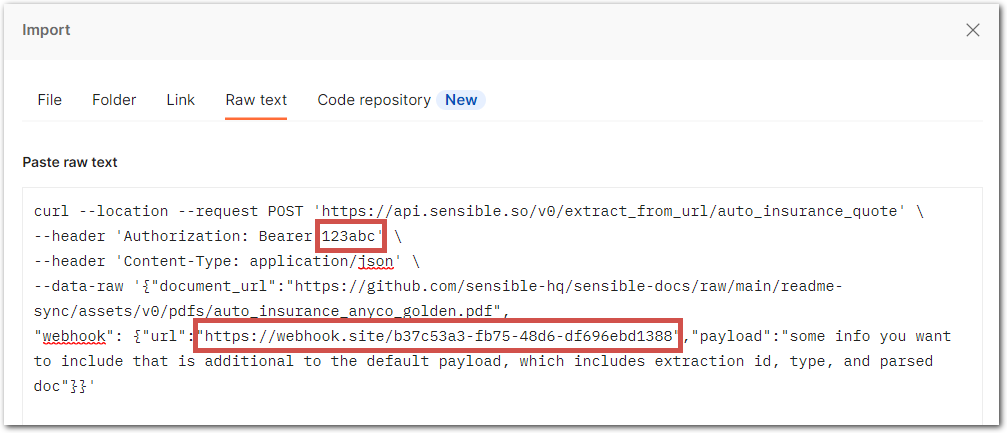 Import
File Folder Link Raw text Code repository New
Paste raw text
curl --location --request POST 'https://api.sensible.so/v0/extract_from_url/auto_insurance_quote' \
--header 'Authorization: Bearer 123abc' \
--header 'Content-Type: application/json' \
--data-raw '{"document_url":"https://github.com/sensible-hq/sensible-docs/raw/main/readme-
sync/assets/v0/pdfs/auto_insurance_anyco_golden.pdf",
"webhook": {"url":"https://webhook.site/b37c53a3-fb75-48d6-df696ebd1388","payload":"some info you want
to include that is additional to the default payload, which includes extraction id, type, and parsed
doc"}}'